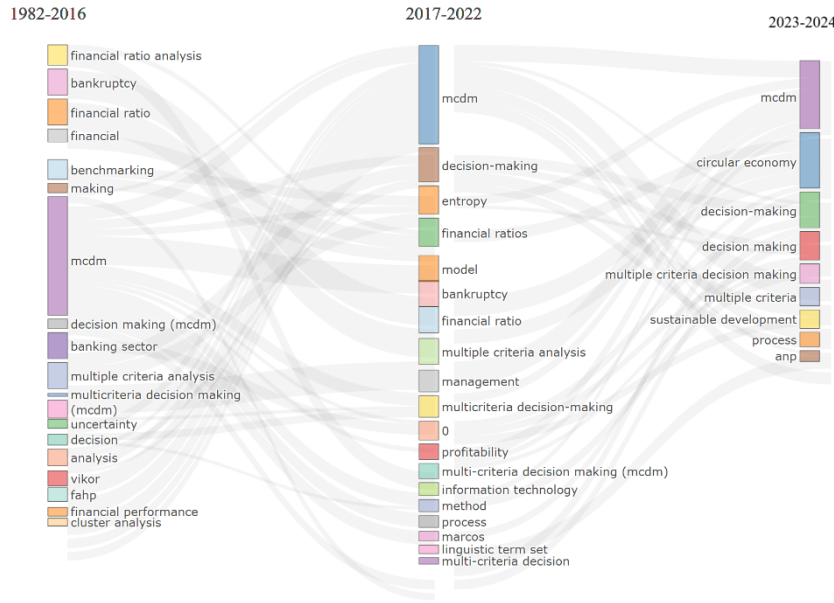 1982-2016
financial ratio analysis
bankruptcy
financial ratio
financial
benchmarking
making
mcdm
decision making (mcdm)
banking sector
multiple criteria analysis
multicriteria decision making
(mcdm)
uncertainty
decision
analysis
vikor
fahp
financial performance
cluster analysis
2017-2022
mcdm
decision-making
entropy
financial ratios
model
bankruptcy
financial ratio
multiple criteria analysis
management
multicriteria decision-making
0
profitability
multi-criteria decision making (mcdm)
information technology
method
process
marcos
linguistic term set
multi-criteria decision
2023-2024
mcdm
circular economy
decision-making
decision making
multiple criteria decision making
multiple criteria
sustainable development
process
anp